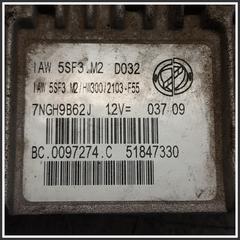 IAW 5SF3.M2 D032
IAW 5SF3 M2/HW300/2103-F55
7NGH9B62J 12V= 037 09
BC.0097274.C 51847330